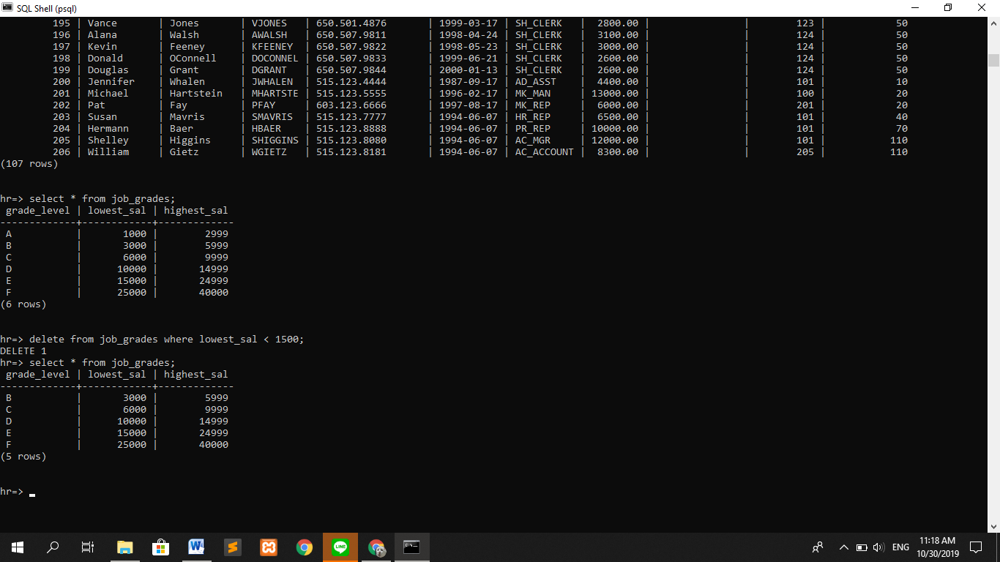 SQL Shell (psql)
195 | Vance | Jones | VJONES | 650.501.4876 | 1999-03-17 | SH_CLERK | 2800.00 | | 123 | 50
196 | Alana | Walsh | AWALSH | 650.507.9811 | 1998-04-24 | SH_CLERK | 3100.00 | | 124 | 50
197 | Kevin | Feeney | KFEENEY | 650.507.9822 | 1998-05-23 | SH_CLERK | 3000.00 | | 124 | 50
198 | Donald | OConnell | DOCONNEL | 650.507.9833 | 1999-06-21 | SH_CLERK | 2600.00 | | 124 | 50
199 | Douglas | Grant | DGRANT | 650.507.9844 | 2000-01-13 | SH_CLERK | 2600.00 | | 124 | 50
200 | Jennifer | Whalen | JWHALEN | 515.123.4444 | 1987-09-17 | AD_ASST | 4400.00 | | 101 | 10
201 | Michael | Hartstein | MHARTSTE | 515.123.5555 | 1996-02-17 | MK_MAN | 13000.00 | | 100 | 20
202 | Pat | Fay | PFAY | 603.123.6666 | 1997-08-17 | MK_REP | 6000.00 | | 201 | 20
203 | Susan | Mavris | SMAVRIS | 515.123.7777 | 1994-06-07 | HR_REP | 6500.00 | | 101 | 40
204 | Hermann | Baer | HBAER | 515.123.8888 | 1994-06-07 | PR_REP | 10000.00 | | 101 | 70
205 | Shelley | Higgins | SHIGGINS | 515.123.8080 | 1994-06-07 | AC_MGR | 12000.00 | | 101 | 110
206 | William | Gietz | WGIETZ | 515.123.8181 | 1994-06-07 | AC_ACCOUNT | 8300.00 | | 205 | 110
(107 rows)
hr=> select * from job_grades;
grade_level | lowest_sal | highest_sal
-------------+------------+-------------
A | 1000 | 2999
B | 3000 | 5999
C | 6000 | 9999
D | 10000 | 14999
E | 15000 | 24999
F | 25000 | 40000
(6 rows)
hr=> delete from job_grades where lowest_sal < 1500;
DELETE 1
hr=> select * from job_grades;
grade_level | lowest_sal | highest_sal
-------------+------------+-------------
B | 3000 | 5999
C | 6000 | 9999
D | 10000 | 14999
E | 15000 | 24999
F | 25000 | 40000
(5 rows)
hr=>
LINE
ENG
11:18 AM
10/30/2019